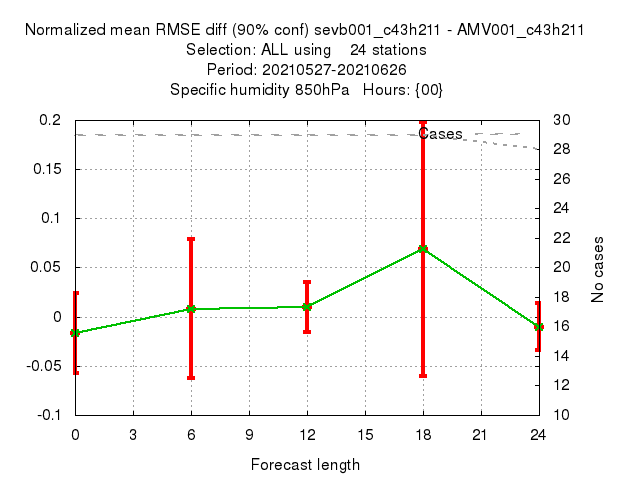 Normalized mean RMSE diff (90% conf) sevb001_c43h211 - AMV001_c43h211
Selection: ALL using    24 stations
Period: 20210527-20210626
Specific humidity 850hPa   Hours: {00}
0.2
0.15
0.1
0.05
0
-0.05
-0.1
Cases
30
28
26
24
22
20
18
16
14
12
10
No cases
0 3 6 9 12 15 18 21 24
Forecast length